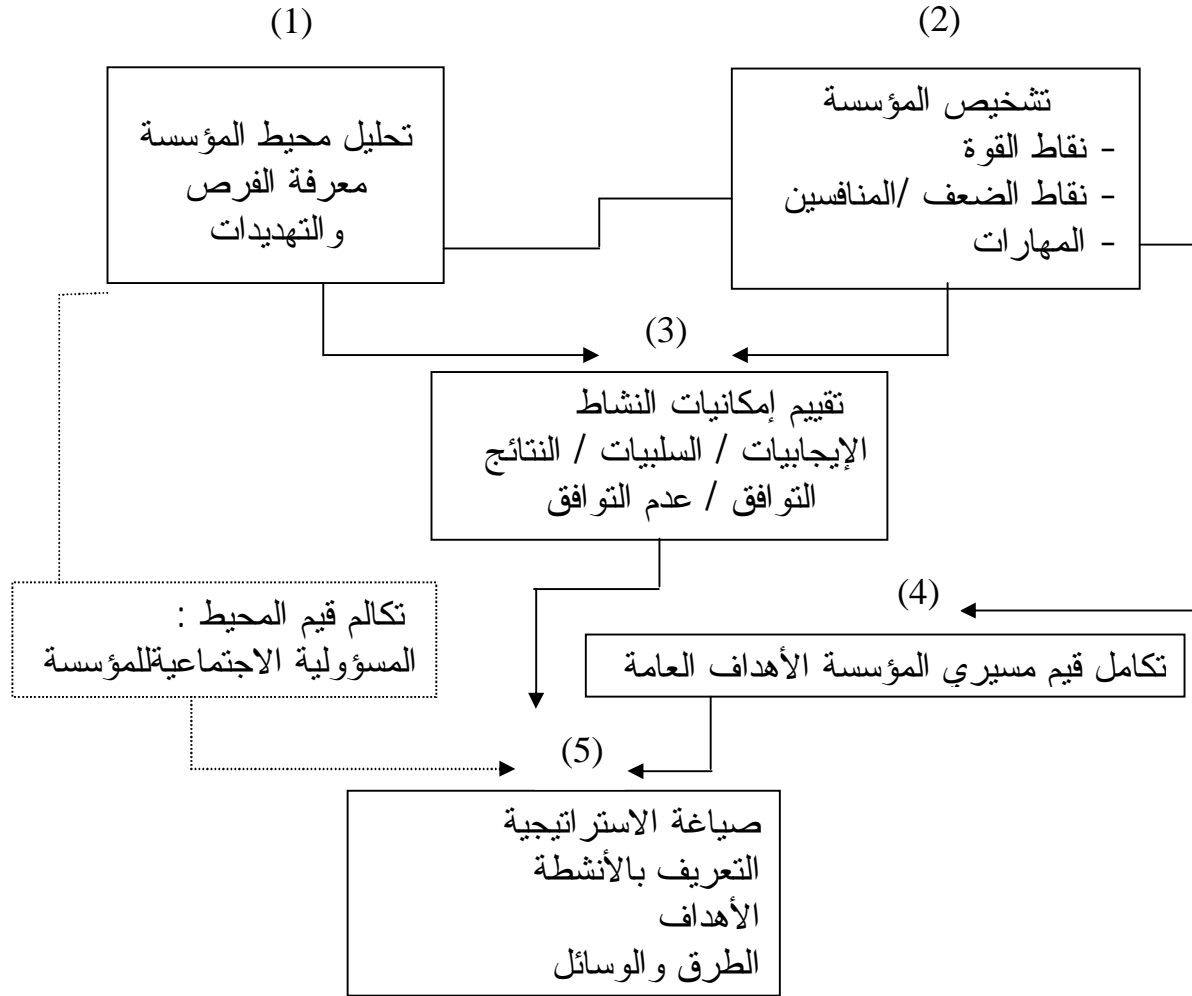 (1)
تحليل محيط المؤسسة
معرفة الفرص
والتهديدات
(2)
تشخيص المؤسسة
- نقاط القوة
- نقاط الضعف /المنافسين
- المهارات
(3)
تقييم إمكانيات النشاط
الإيجابيات / السلبيات / النتائج
التوافق / عدم التوافق
تكالم قيم المحيط :
المسؤولية الاجتماعيةللمؤسسة
(4)
تكامل قيم مسيري المؤسسة الأهداف العامة
(5)
صياغة الاستراتيجية
التعريف بالأنشطة
الأهداف
الطرق والوسائل